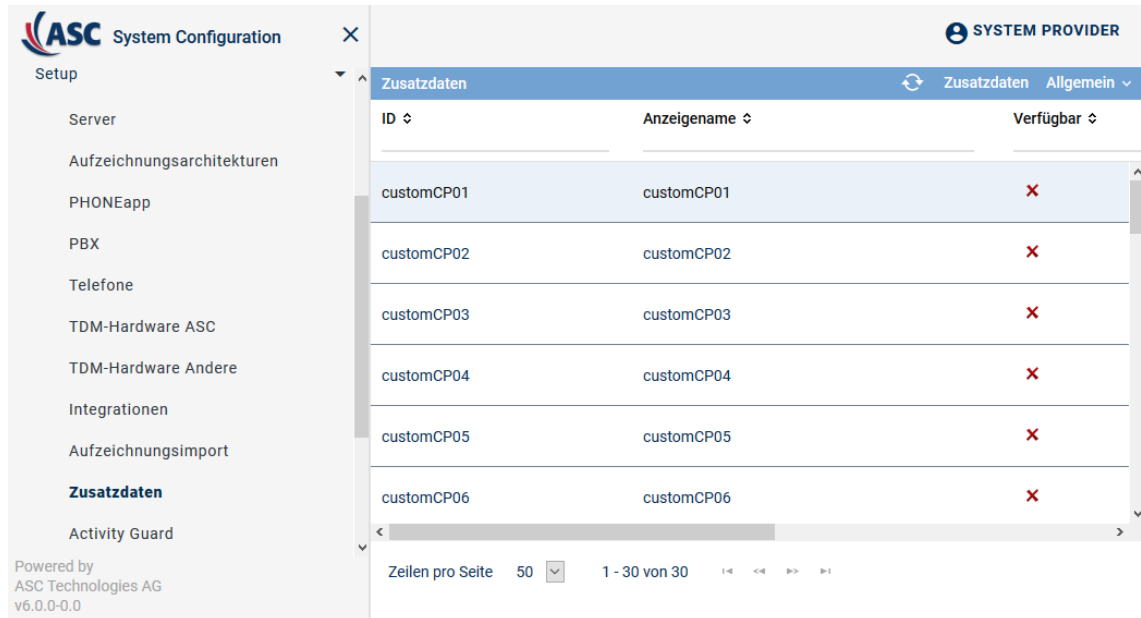 ASC System Configuration
SYSTEM PROVIDER
Setup
Server
Aufzeichnungsarchitekturen
PHONEapp
PBX
Telefone
TDM-Hardware ASC
TDM-Hardware Andere
Integrationen
Aufzeichnungsimport
Zusatzdaten
Activity Guard
Powered by
ASC Technologies AG
v6.0.0-0.0
Zusatzdaten Zusatzdaten Allgemein
ID Anzeigename Verfügbar
customCP01 customCP01
customCP02 customCP02
customCP03 customCP03
customCP04 customCP04
customCP05 customCP05
customCP06 customCP06
Zeilen pro Seite 50 1 - 30 von 30